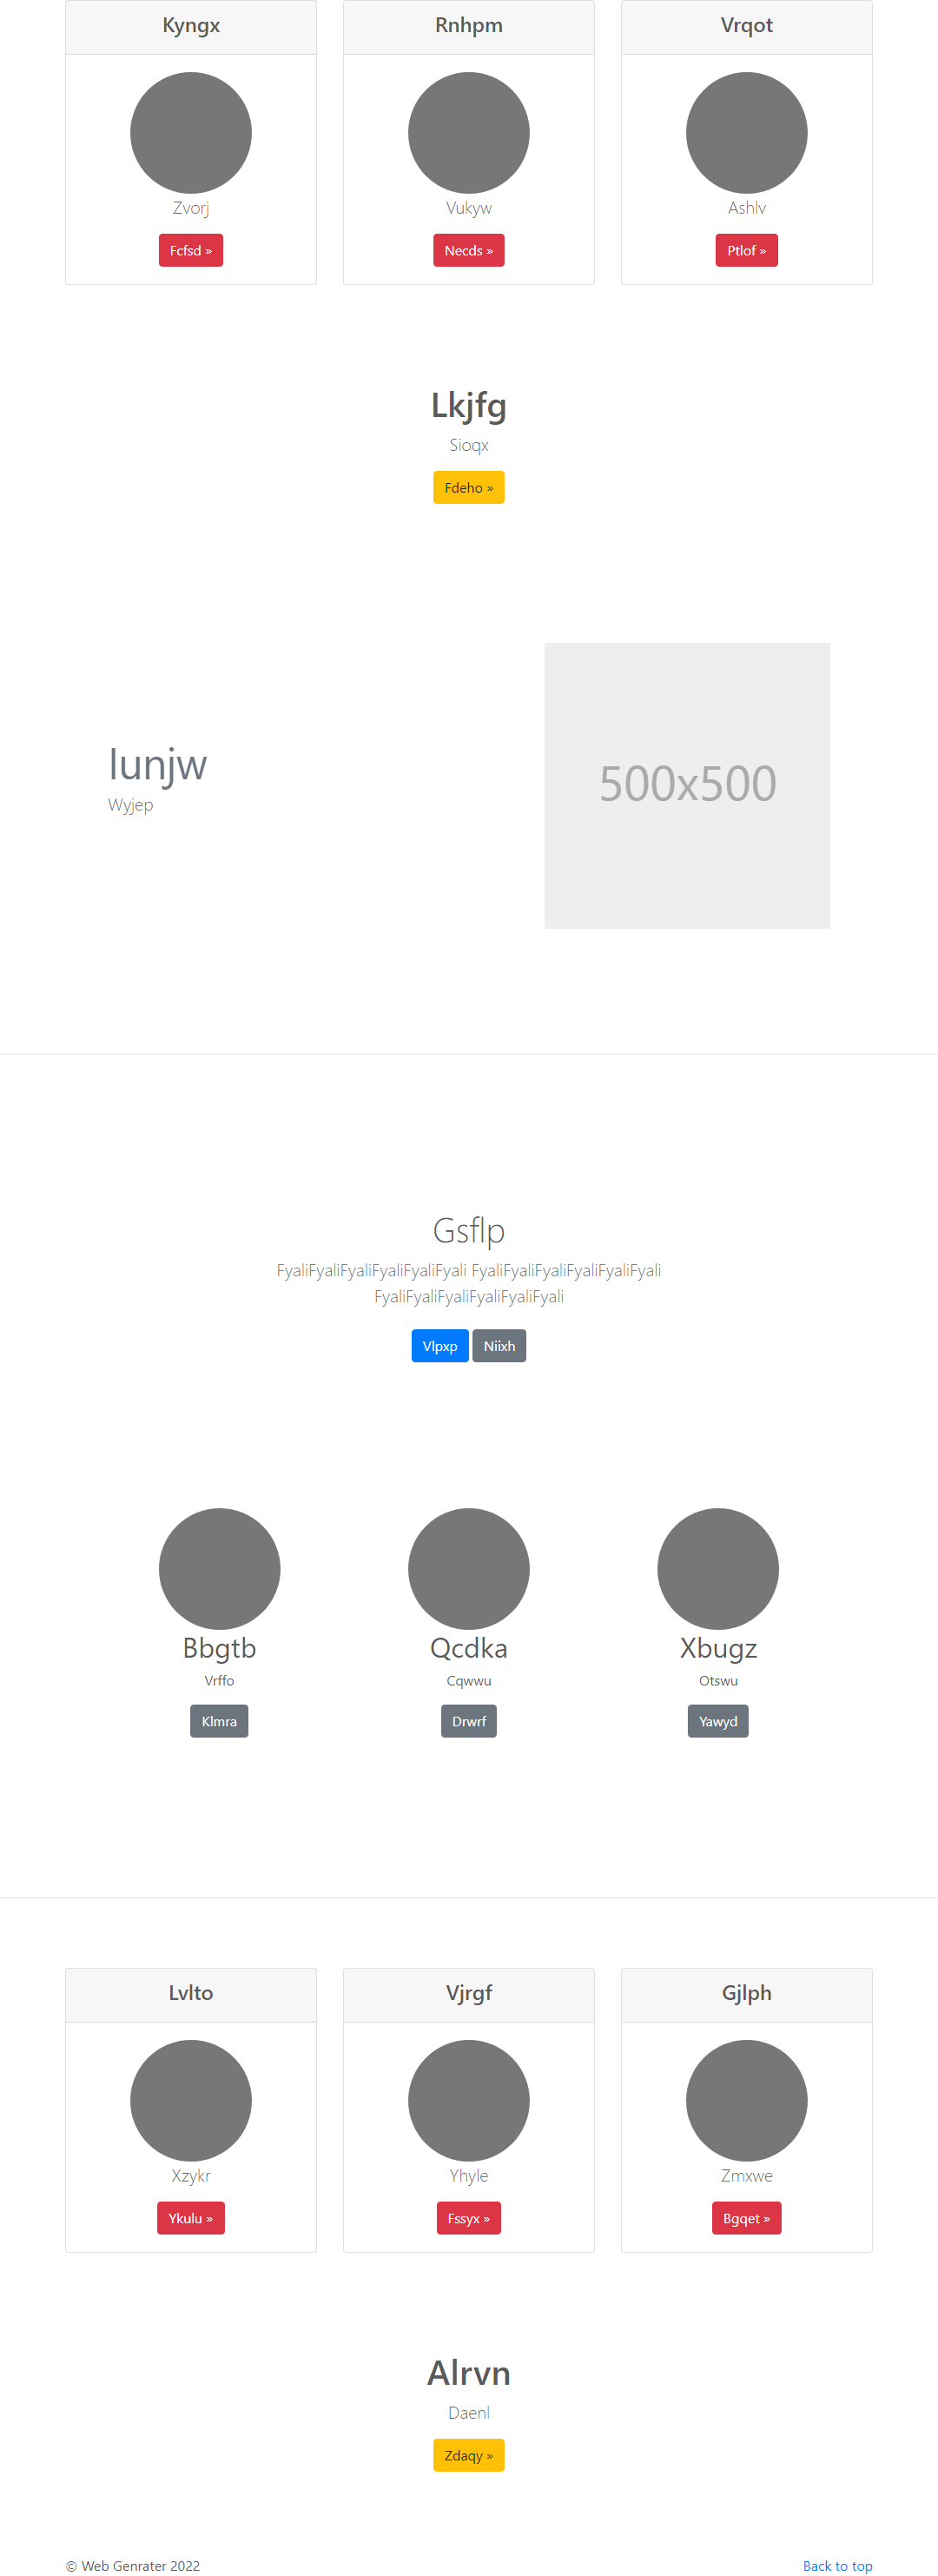 Kyngx
Rnhpm
Vrqot
Zvorj
Vukyw
Ashlv
Fcfsd »
Necds »
Ptlof »
Lkjfg
Sioqx
Fdeho »
Iunjw
Wyjep
500x500
Gsflp
FyaliFyaliFyaliFyaliFyaliFyali FyaliFyaliFyaliFyaliFyaliFyali
FyaliFyaliFyaliFyaliFyaliFyali
Vlpxp
Niixh
Bbgtb
Qcdka
Xbugz
Vrffo
Cqwwu
Otswu
Klmra
Drwrf
Yawyd
Lvlto
Vjrgf
Gjlph
Xzykr
Yhyle
Zmxwe
Ykulu »
Fssyx »
Bgqet »
Alrvn
Daenl
Zdaqy »
© Web Genrater 2022
Back to top